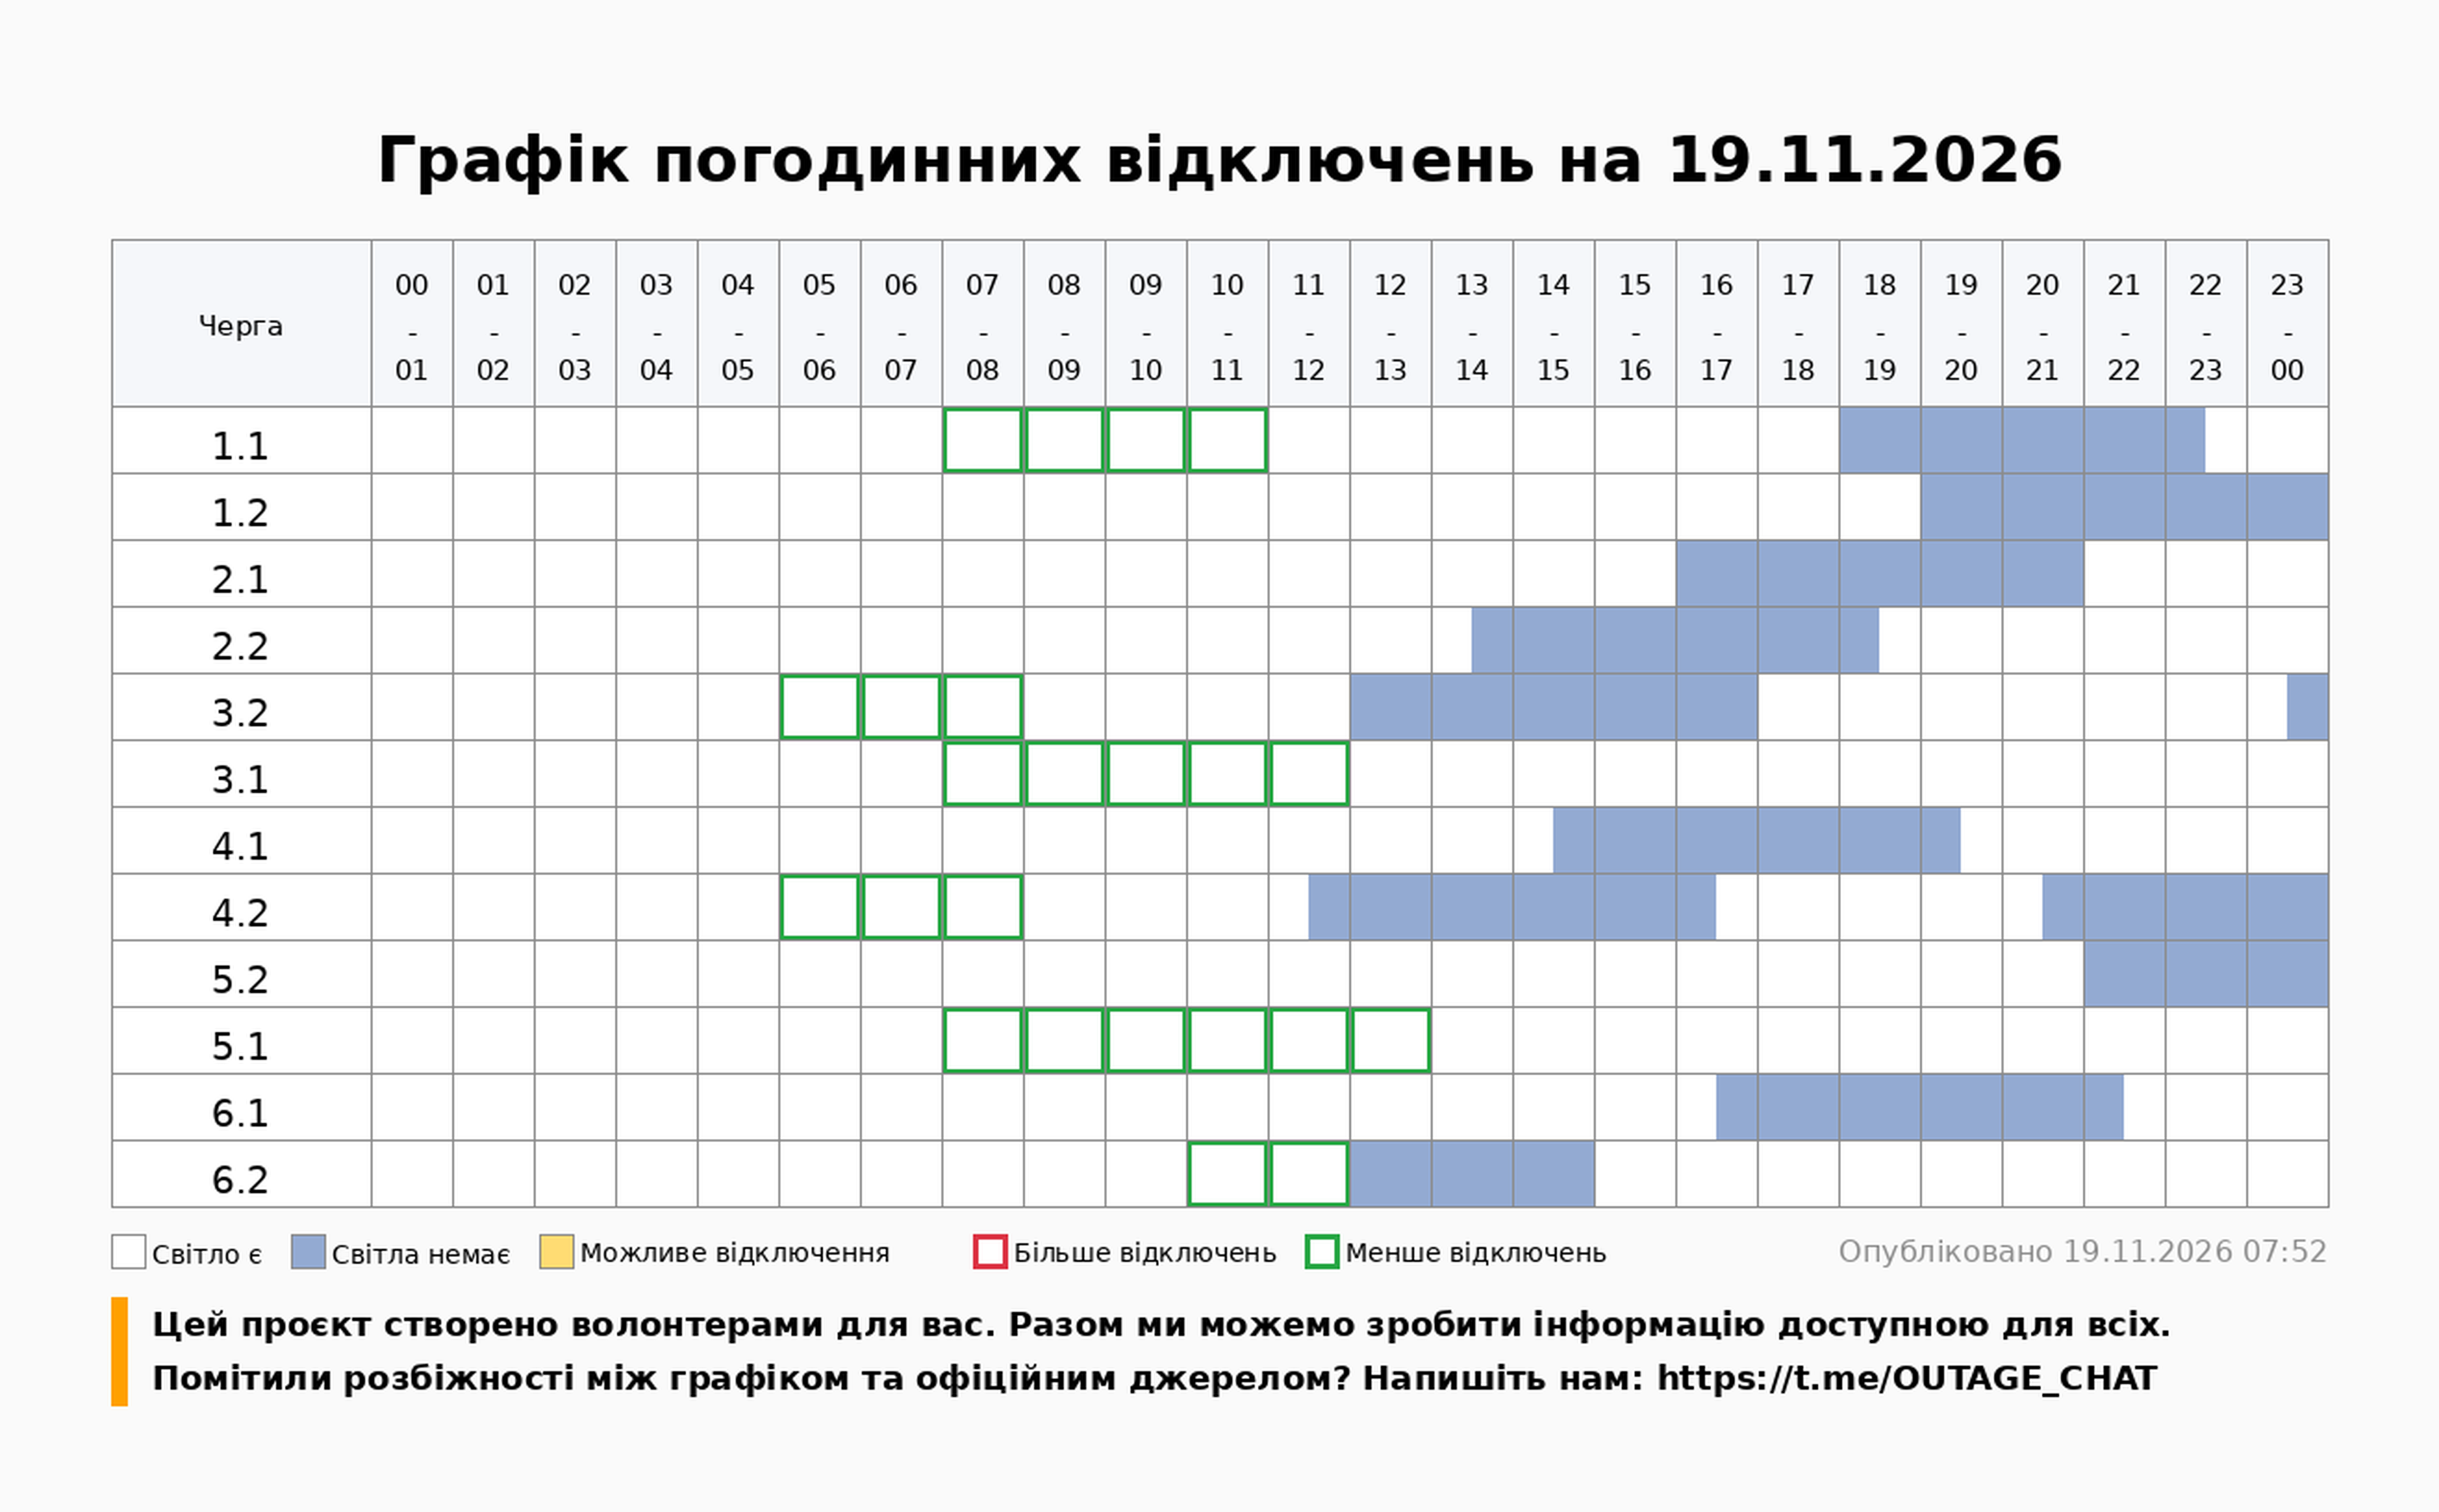 Графік погодинних відключень на 19.11.2026
Черга 00 - 01 01 - 02 02 - 03 03 - 04 04 - 05 05 - 06 06 - 07 07 - 08 08 - 09 09 - 10 10 - 11 11 - 12 12 - 13 13 - 14 14 - 15 15 - 16 16 - 17 17 - 18 18 - 19 19 - 20 20 - 21 21 - 22 22 - 23 23 - 00
1.1
1.2
2.1
2.2
3.2
3.1
4.1
4.2
5.2
5.1
6.1
6.2
Світло є Світла немає Можливе відключення Більше відключень Менше відключень Опубліковано 19.11.2026 07:52
Цей проєкт створено волонтерами для вас. Разом ми можемо зробити інформацію доступною для всіх.
Помітили розбіжності між графіком та офіційним джерелом? Напишіть нам: https://t.me/OUTAGE_CHAT